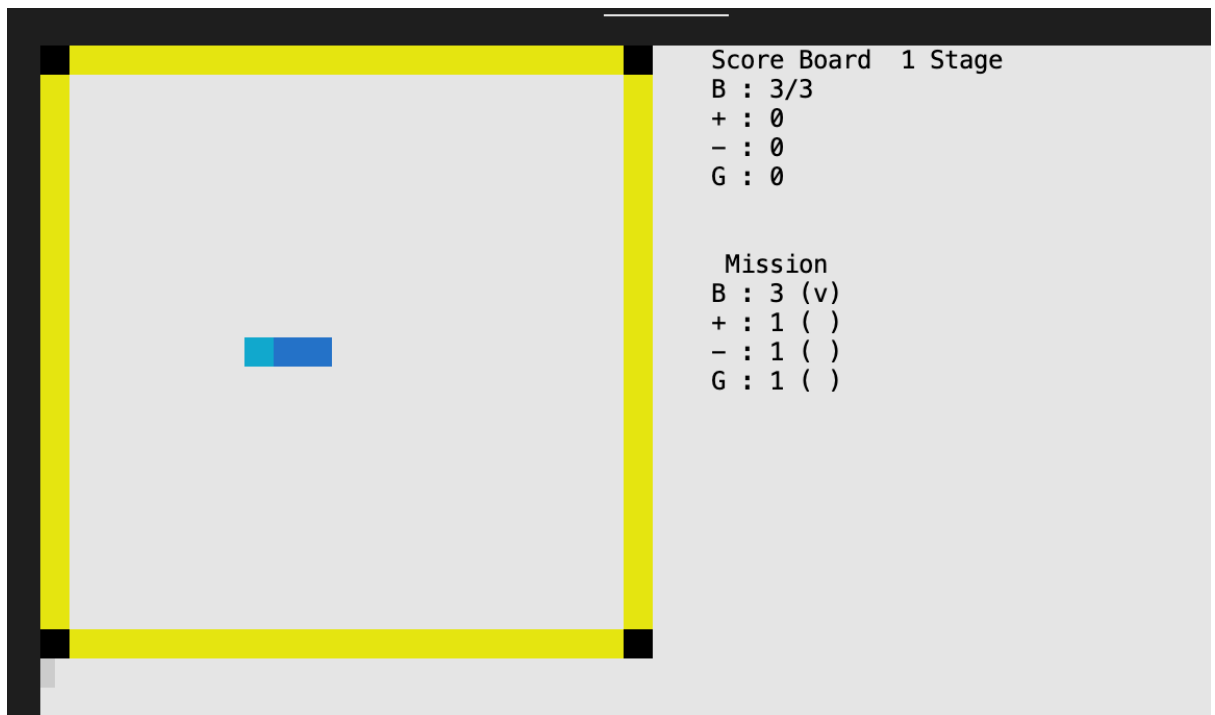 Score Board  1 Stage
B : 3/3
+ : 0
- : 0
G : 0
Mission
B : 3 (v)
+ : 1 ( )
- : 1 ( )
G : 1 ( )